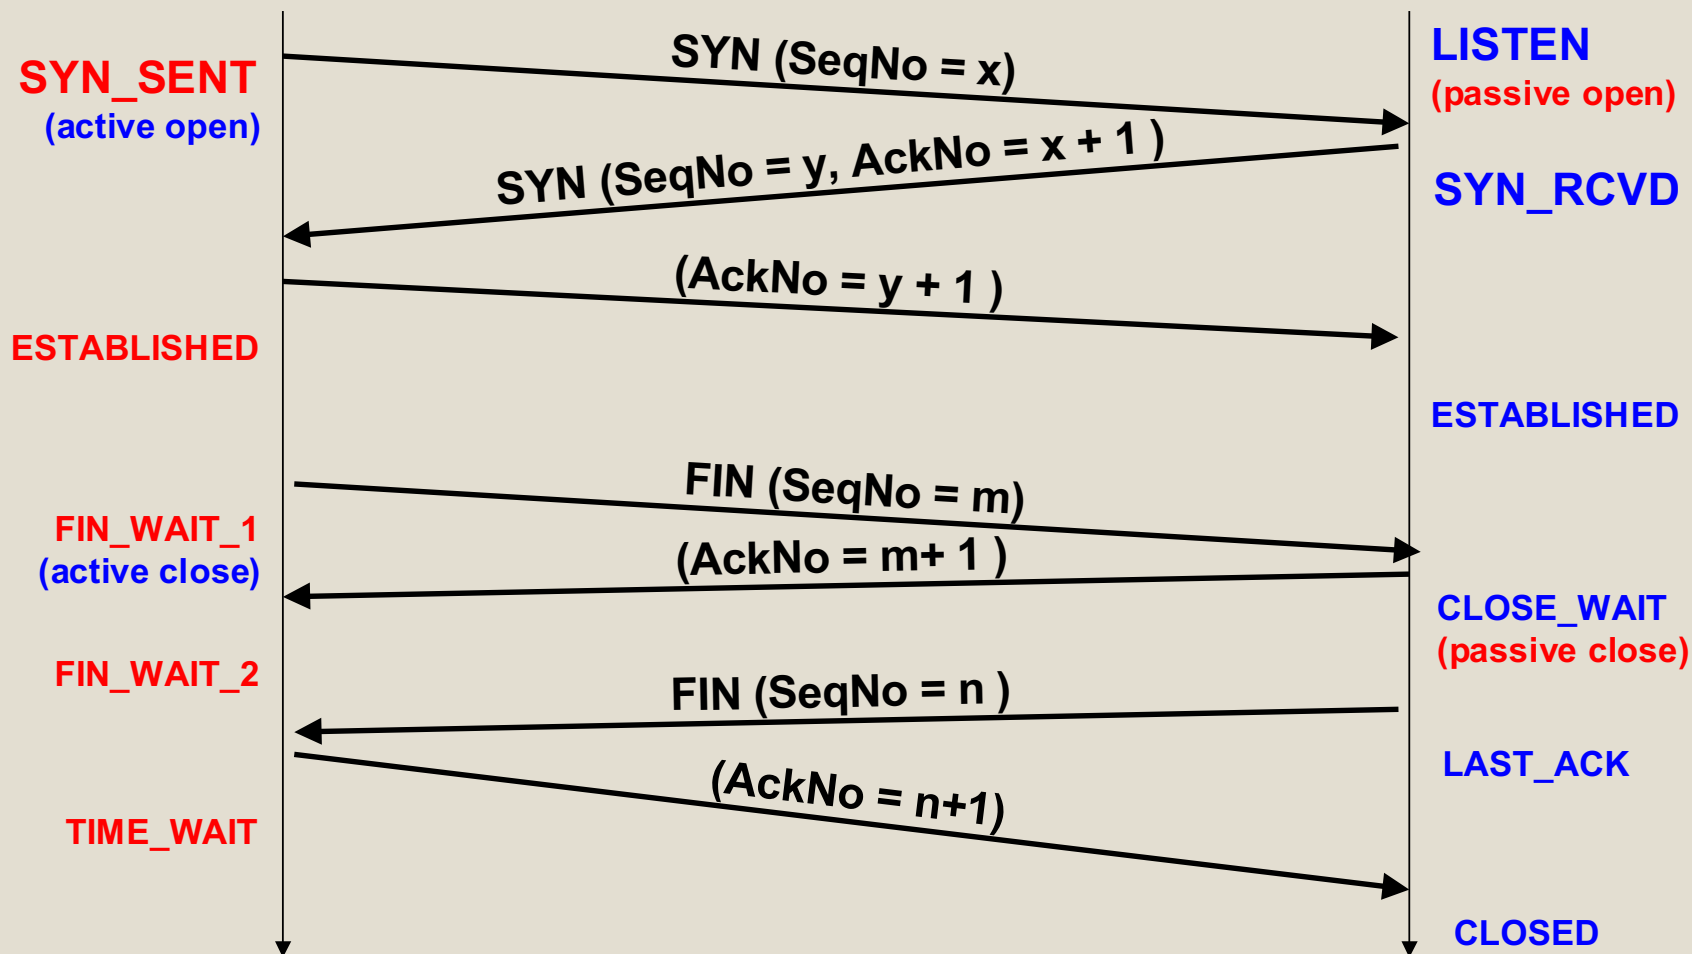 SYN (SeqNo = x)
LISTEN
(passive open)
SYN_SENT
(active open)
SYN (SeqNo = y, AckNo = x + 1 )
SYN_RCVD
(AckNo = y + 1 )
ESTABLISHED
ESTABLISHED
FIN (SeqNo = m)
FIN_WAIT_1
(active close)
(AckNo = m+ 1 )
CLOSE_WAIT
(passive close)
FIN_WAIT_2
FIN (SeqNo = n )
LAST_ACK
(AckNo = n+1)
TIME_WAIT
CLOSED